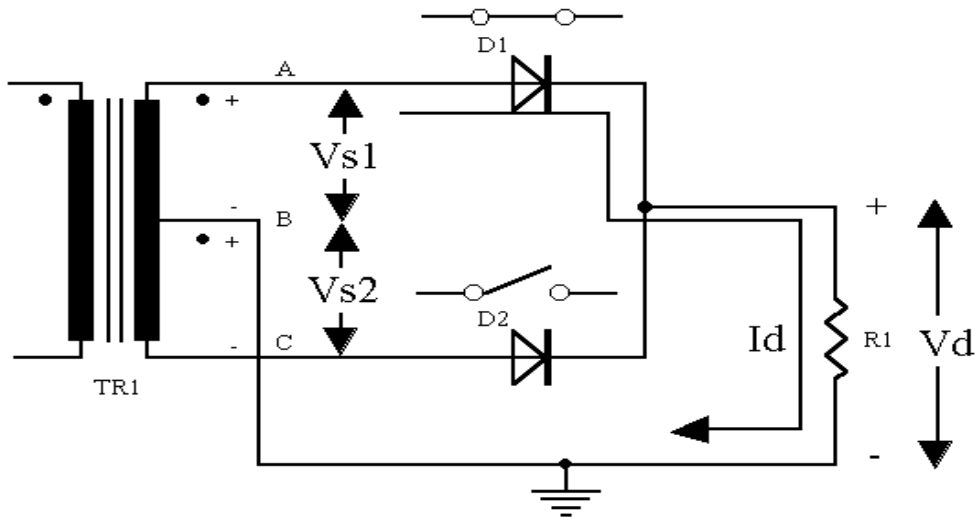 D1
A
+
Vs1
-
B
+
Vs2
D2
-
C
TR1
+
Id
R1
Vd
-